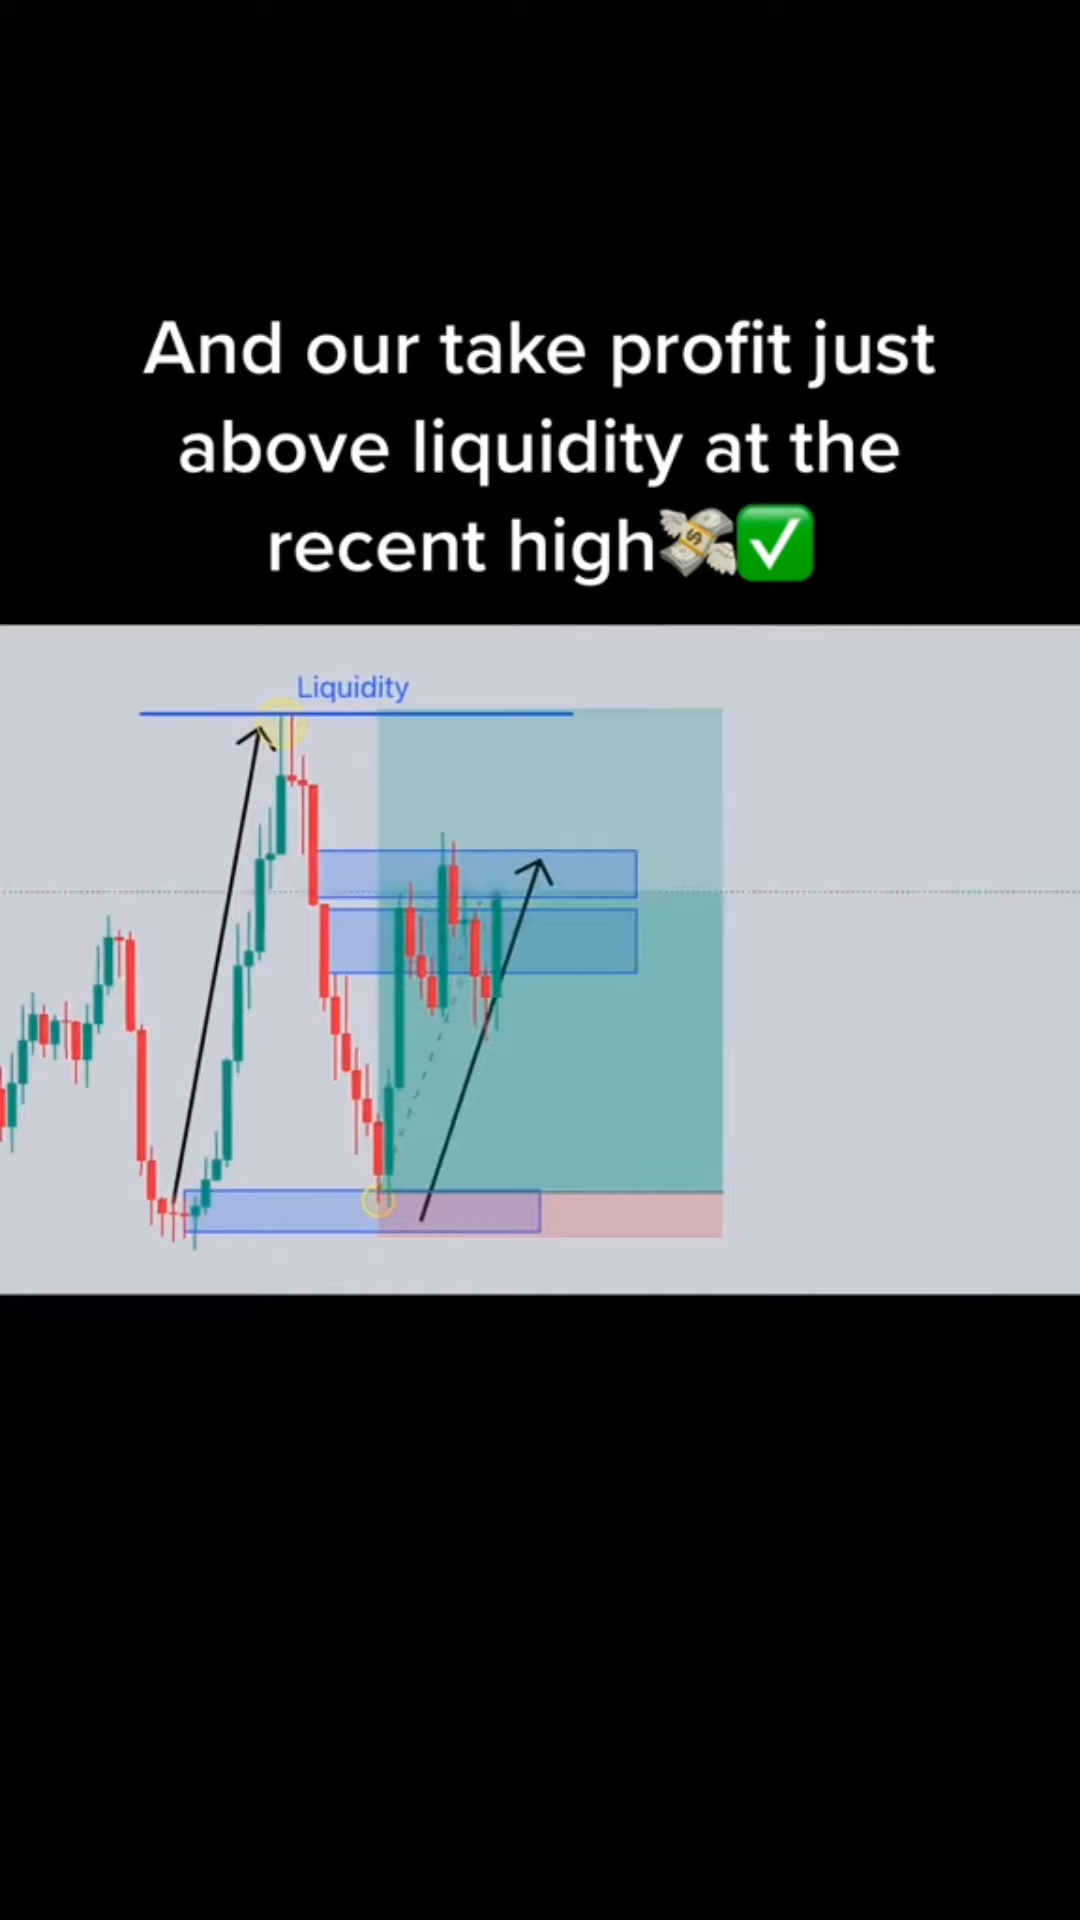 And our take profit just
above liquidity at the
recent high💸✅
Liquidity